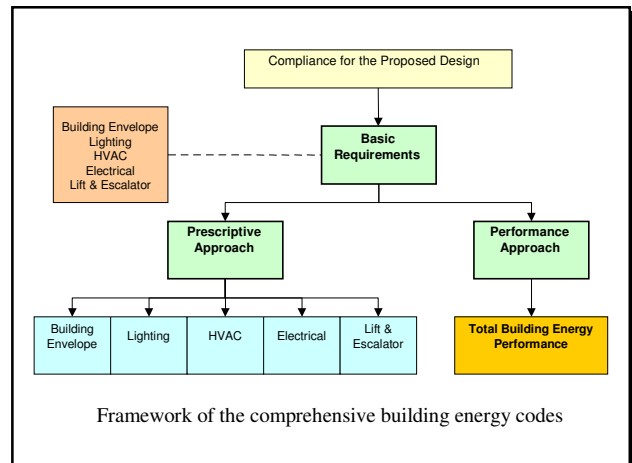 Compliance for the Proposed Design
Building Envelope
Lighting
HVAC
Electrical
Lift & Escalator
Basic
Requirements
Prescriptive
Approach
Performance
Approach
Building
Envelope
Lighting
HVAC
Electrical
Lift &
Escalator
Total Building Energy
Performance
Framework of the comprehensive building energy codes